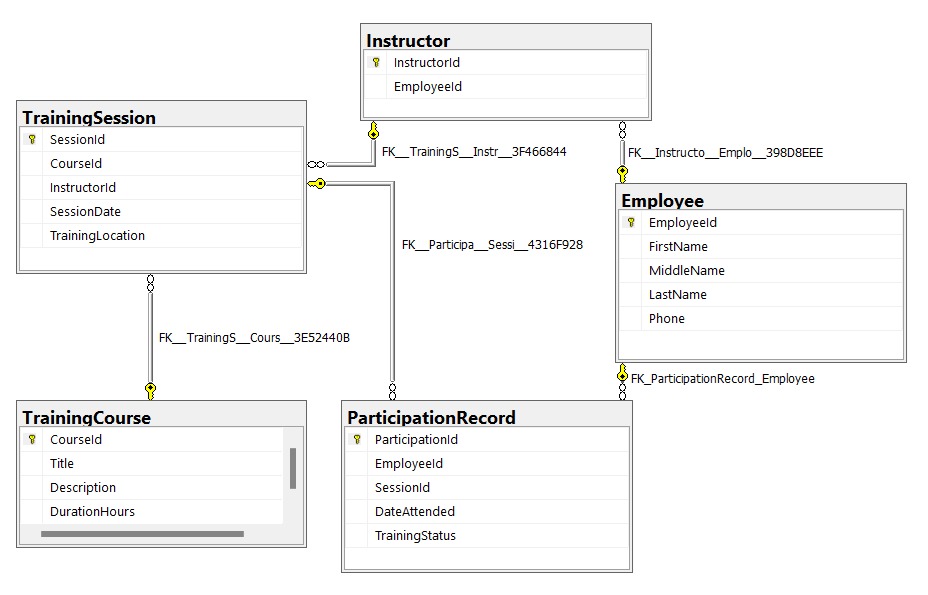 Instructor
InstructorId
EmployeeId
TrainingSession
SessionId
CourseId
InstructorId
SessionDate
TrainingLocation
FK__TrainingS__Instr__3F466844
FK__Instructo__Emplo__398D8EEE
Employee
EmployeeId
FirstName
MiddleName
LastName
Phone
FK__Participa__Sessi__4316F928
FK__TrainingS__Cours__3E52440B
FK_ParticipationRecord_Employee
TrainingCourse
CourseId
Title
Description
DurationHours
ParticipationRecord
ParticipationId
EmployeeId
SessionId
DateAttended
TrainingStatus